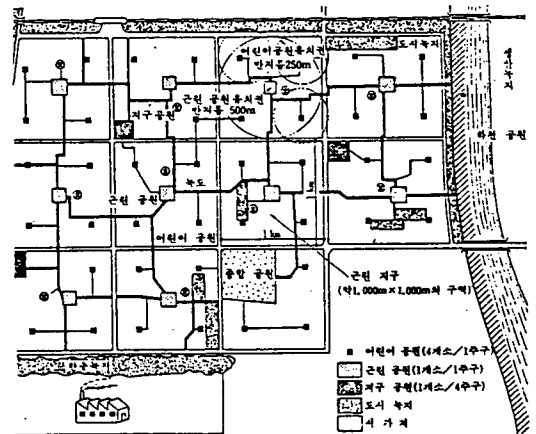 어린이공원유치권
반지름250m
도시녹지
하천 공원
근린 공원유치권
반지름 500m
지구 공원
녹도
근린 공원
어린이 공원
1 km
1 km
종합 공원
근린 지구
(약1,000m×1,000m의 구역)
어린이 공원(4개소/1주구)
근린 공원(1개소/1주구)
지구 공원(1개소/4주구)
도시 녹지
시 가 지